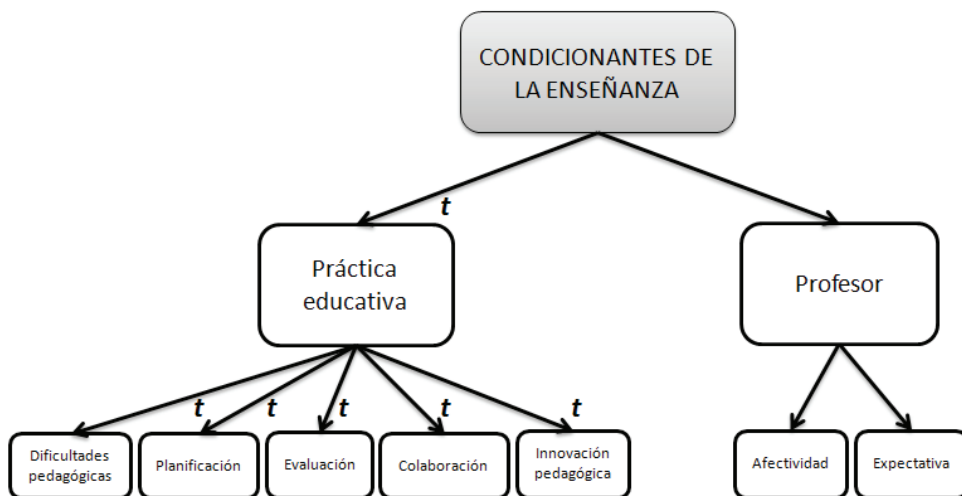 CONDICIONANTES DE
LA ENSEÑANZA
t
Práctica
educativa
Profesor
t
t
t
t
t
Dificultades
pedagógicas
Planificación
Evaluación
Colaboración
Innovación
pedagógica
Afectividad
Expectativa